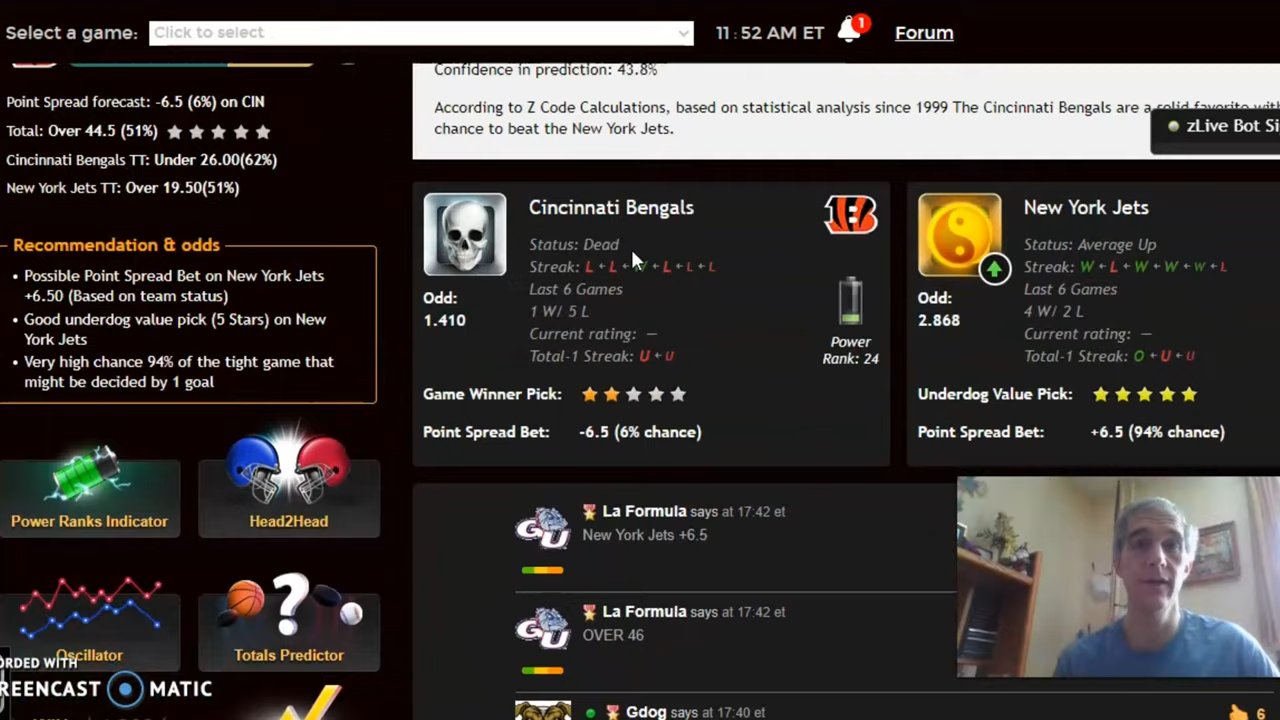 Select a game:
Click to select
11:52 AM ET
1
Forum
Point Spread forecast: -6.5 (6%) on CIN
Total: Over 44.5 (51%)
Cincinnati Bengals TT: Under 26.00(62%)
New York Jets TT: Over 19.50(51%)
Recommendation & odds
• Possible Point Spread Bet on New York Jets
+6.50 (Based on team status)
• Good underdog value pick (5 Stars) on New
York Jets
• Very high chance 94% of the tight game that
might be decided by 1 goal
Power Ranks Indicator
Head2Head
Oscillator
Totals Predictor
ORDED WITH
REENCAST MATIC
Confidence in prediction: 43.8%
According to Z Code Calculations, based on statistical analysis since 1999 The Cincinnati Bengals are a solid favorite with
chance to beat the New York Jets.
zLive Bot Si
Cincinnati Bengals
Status: Dead
Streak: L L W L L L
Last 6 Games
1 W/ 5 L
Current rating: —
Total-1 Streak: U U
Odd:
1.410
Power
Rank: 24
Game Winner Pick:
Point Spread Bet: -6.5 (6% chance)
New York Jets
Status: Average Up
Streak: W L W W W L
Last 6 Games
4 W/ 2 L
Current rating: —
Total-1 Streak: O U U
Odd:
2.868
Underdog Value Pick:
Point Spread Bet: +6.5 (94% chance)
GU
La Formula says at 17:42 et
New York Jets +6.5
GU
La Formula says at 17:42 et
OVER 46
Gdog says at 17:40 et
6